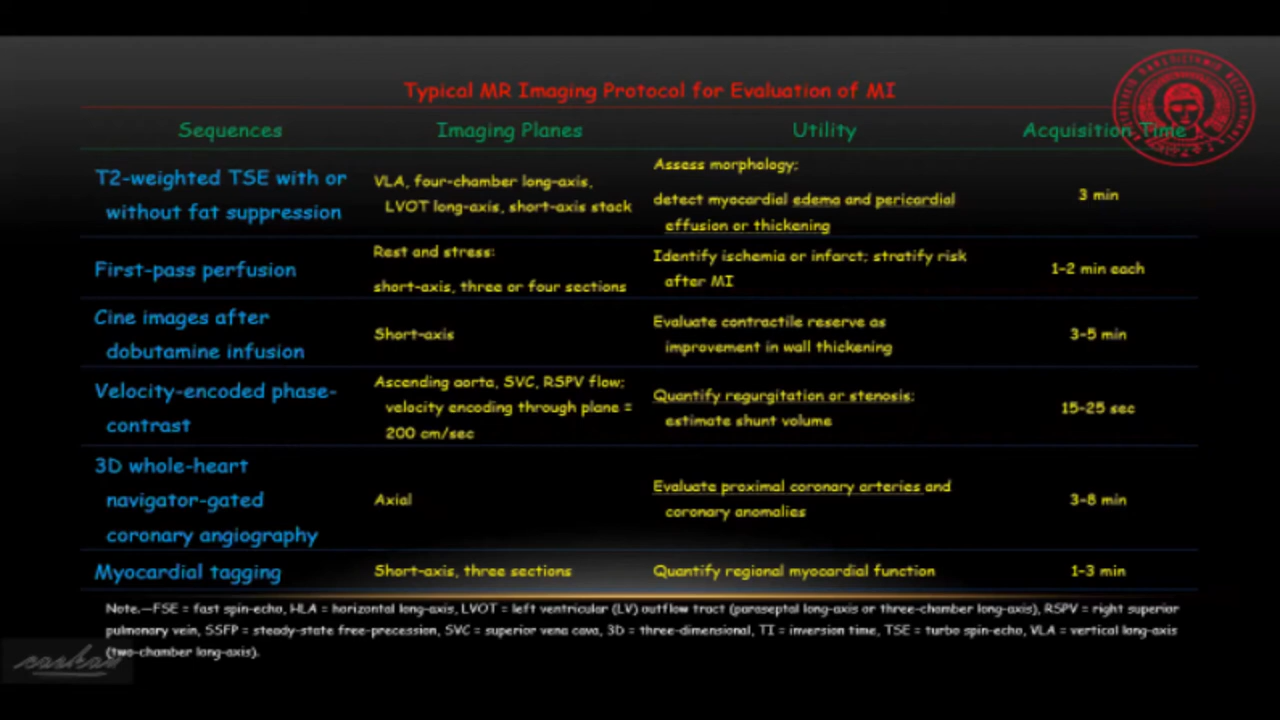 Typical MR Imaging Protocol for Evaluation of MI
Sequences Imaging Planes Utility Acquisition Time
T2-weighted TSE with or
without fat suppression
VLA, four-chamber long-axis,
LVOT long-axis, short-axis stack
Assess morphology;
detect myocardial edema and pericardial
effusion or thickening
3 min
First-pass perfusion
Rest and stress:
short-axis, three or four sections
Identify ischemia or infarct; stratify risk
after MI
1–2 min each
Cine images after
dobutamine infusion
Short-axis
Evaluate contractile reserve as
improvement in wall thickening
3–5 min
Velocity-encoded phase-
contrast
Ascending aorta, SVC, RSPV flow;
velocity encoding through plane =
200 cm/sec
Quantify regurgitation or stenosis;
estimate shunt volume
15–25 sec
3D whole-heart
navigator-gated
coronary angiography
Axial
Evaluate proximal coronary arteries and
coronary anomalies
3–8 min
Myocardial tagging
Short-axis, three sections
Quantify regional myocardial function
1–3 min
Note.—FSE = fast spin-echo, HLA = horizontal long-axis, LVOT = left ventricular (LV) outflow tract (paraseptal long-axis or three-chamber long-axis), RSPV = right superior
pulmonary vein, SSFP = steady-state free-precession, SVC = superior vena cava, 3D = three-dimensional, TI = inversion time, TSE = turbo spin-echo, VLA = vertical long-axis
(two-chamber long-axis).